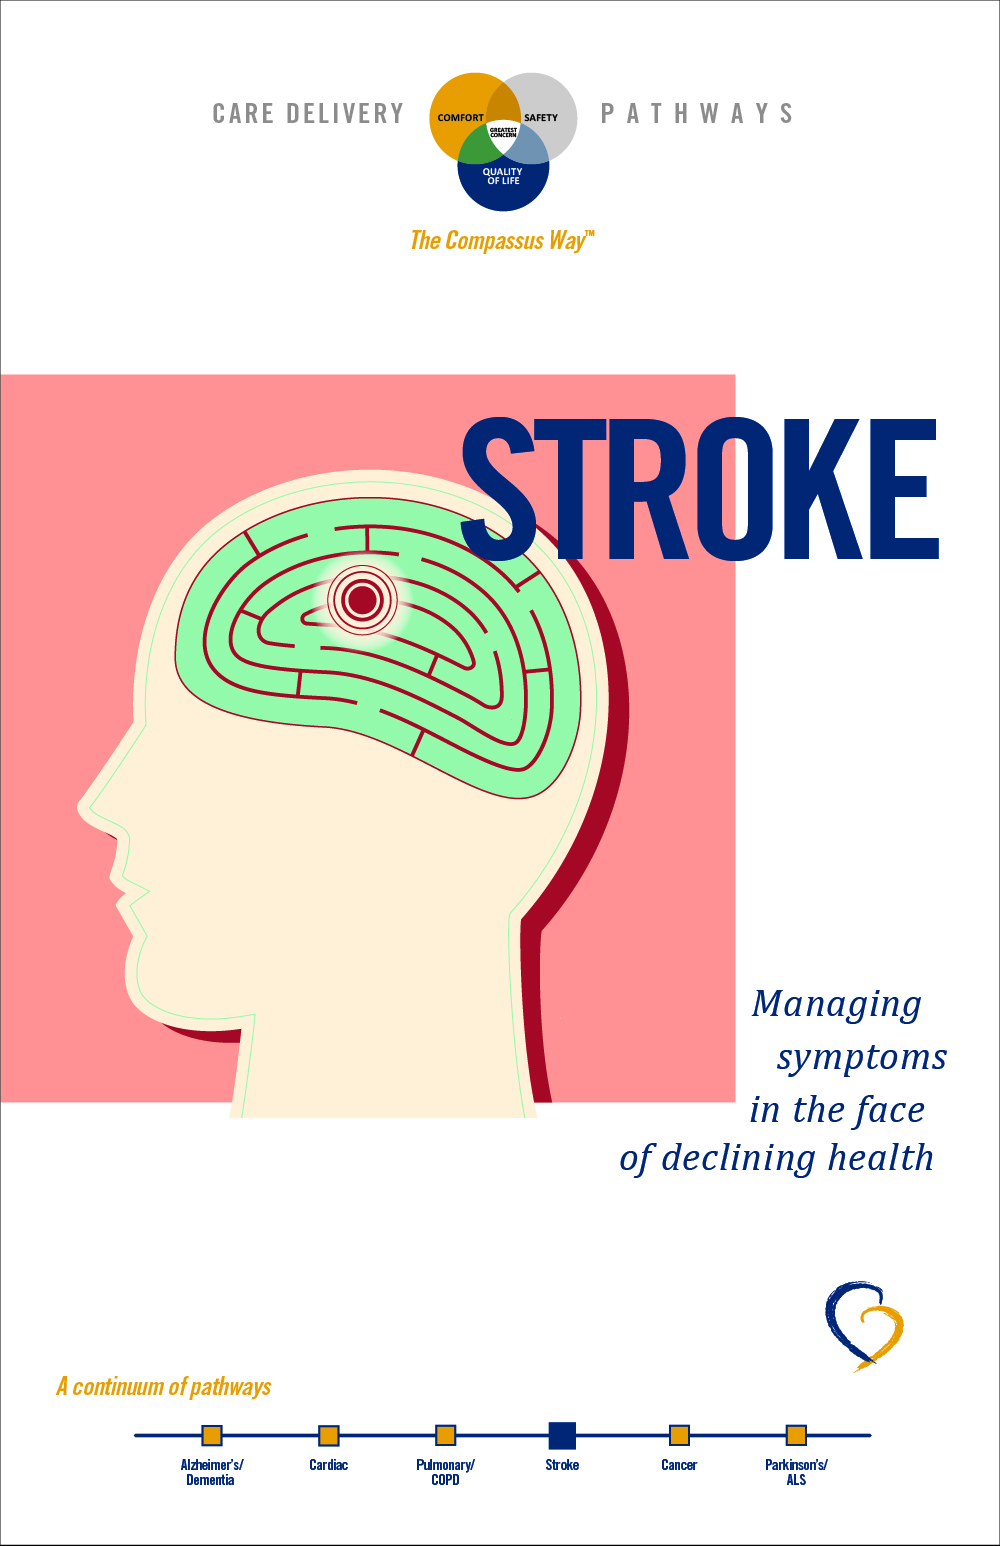 CARE DELIVERY
PATHWAYS
COMFORT
SAFETY
GREATEST
CONCERN
QUALITY
OF LIFE
The Compassus Way™
STROKE
Managing
symptoms
in the face
of declining health
A continuum of pathways
Alzheimer's/
Dementia
Cardiac
Pulmonary/
COPD
Stroke
Cancer
Parkinson's/
ALS